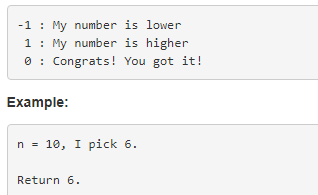 -1 : My number is lower
1 : My number is higher
0 : Congrats! You got it!
Example:
n = 10, I pick 6.
Return 6.